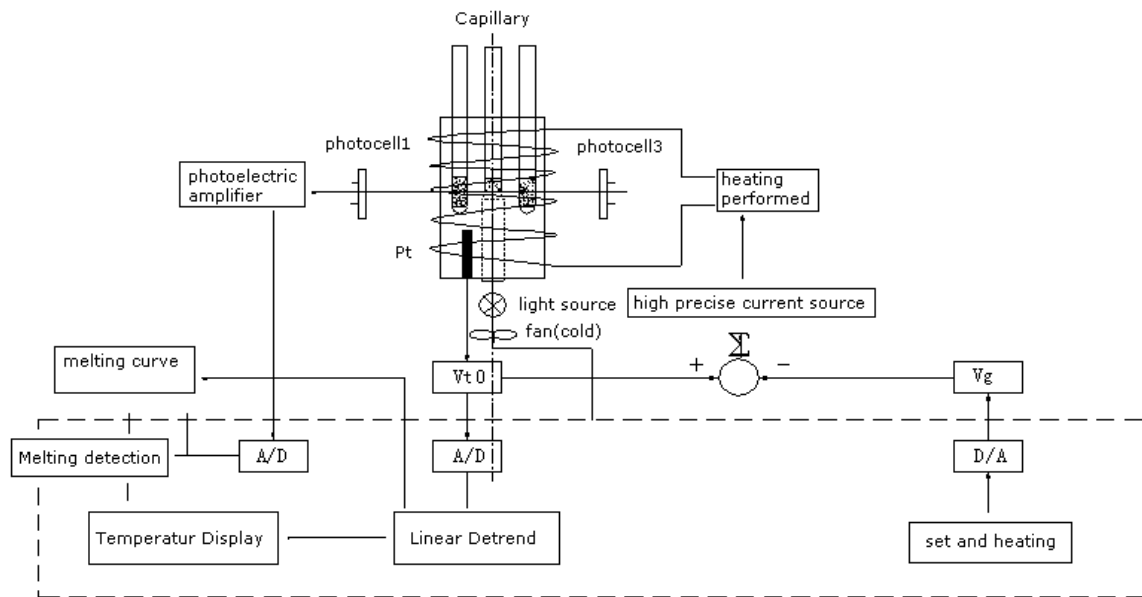 Capillary
photocell1
photocell3
photoelectric
amplifier
heating
performed
Pt
light source
high precise current source
fan(cold)
Σ
melting curve
Vt0
+
-
Vg
Melting detection
A/D
A/D
D/A
Temperatur Display
Linear Detrend
set and heating